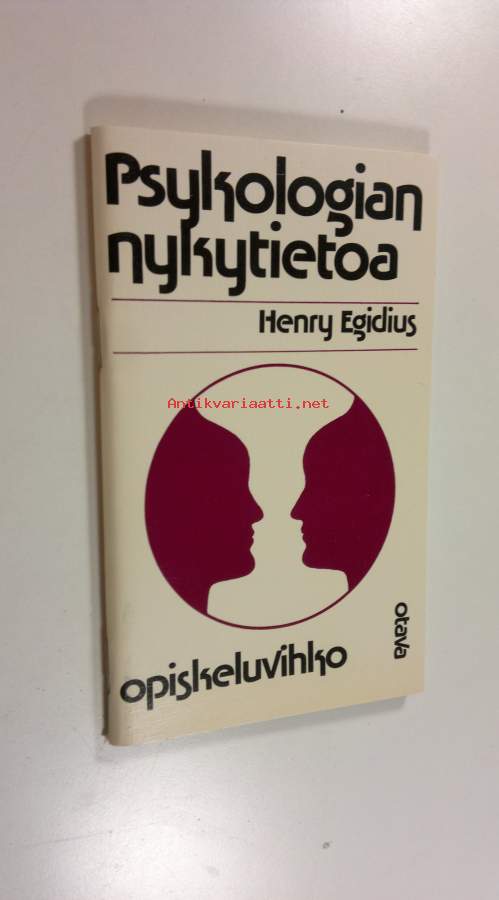 Psykologian
nykytietoa
Henry Egidius
Antikvariaatti.net
otava
opiskeluvihko